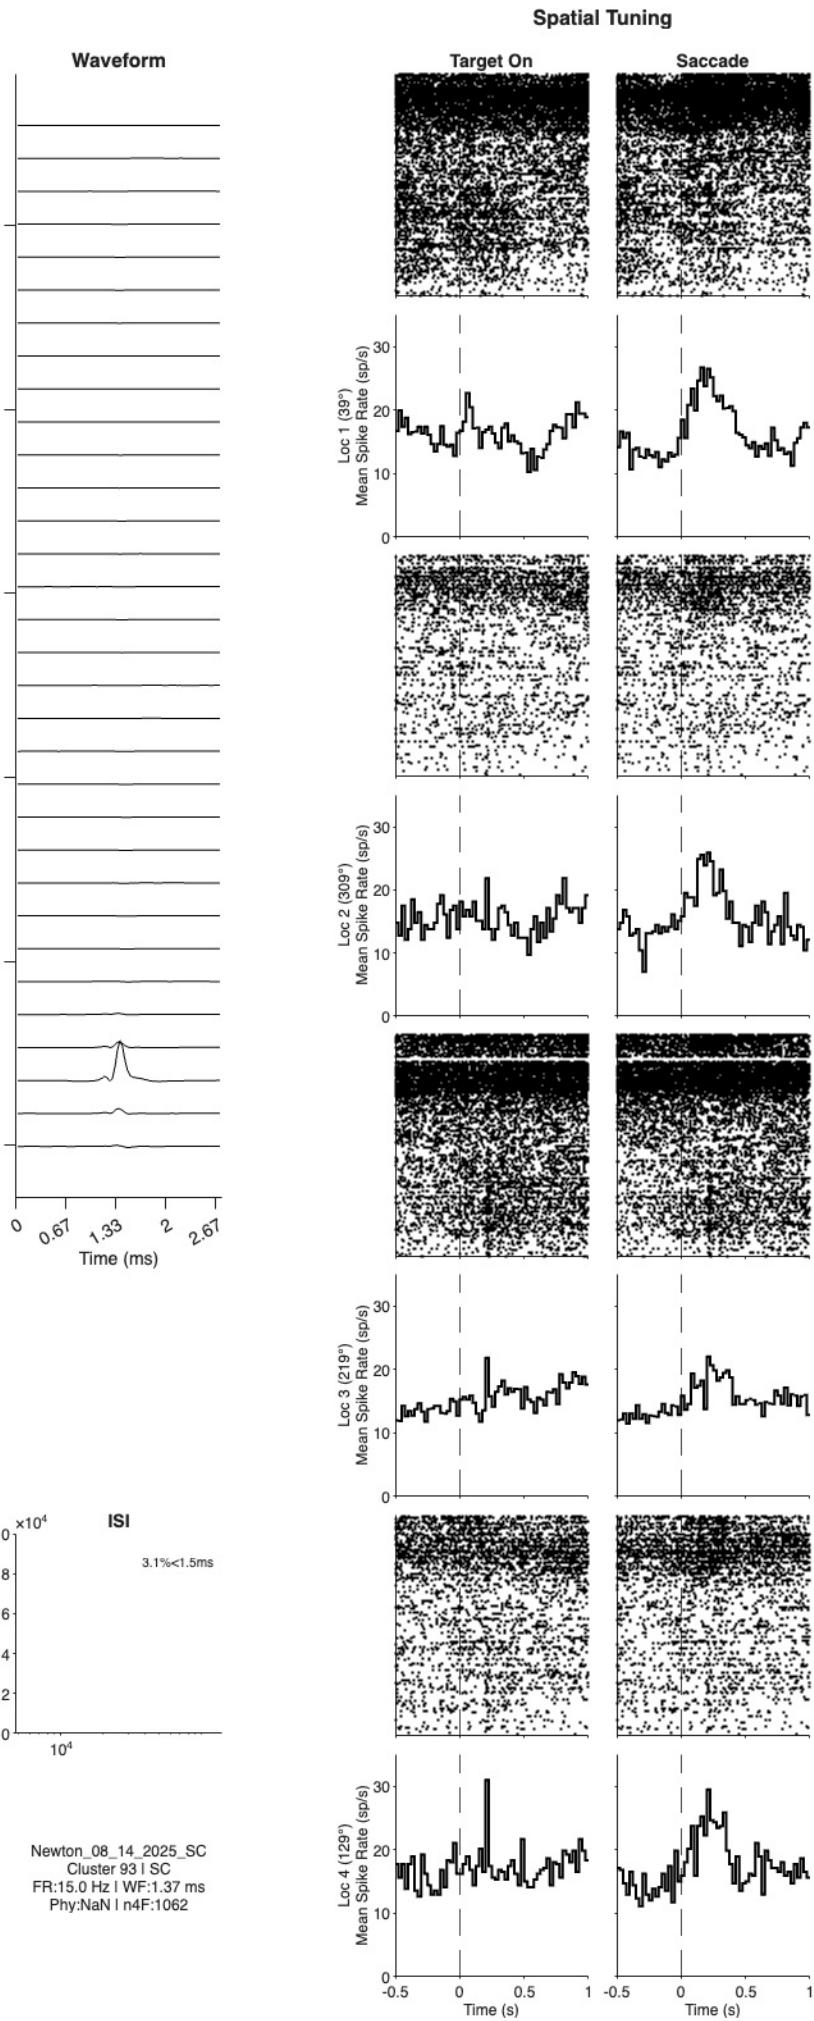 Spatial Tuning
Waveform
Target On
Saccade
0
0.67
1.33
2
2.67
Time (ms)
30
20
10
0
Loc 1 (39°)
Mean Spike Rate (sp/s)
30
20
10
0
Loc 2 (309°)
Mean Spike Rate (sp/s)
30
20
10
0
Loc 3 (219°)
Mean Spike Rate (sp/s)
30
20
10
0
Loc 4 (129°)
Mean Spike Rate (sp/s)
-0.5 0 0.5 1
Time (s)
-0.5 0 0.5 1
Time (s)
×10⁴
ISI
3.1%<1.5ms
0
8
6
4
2
0
10⁴
Newton_08_14_2025_SC
Cluster 93 | SC
FR:15.0 Hz | WF:1.37 ms
Phy:NaN | n4F:1062